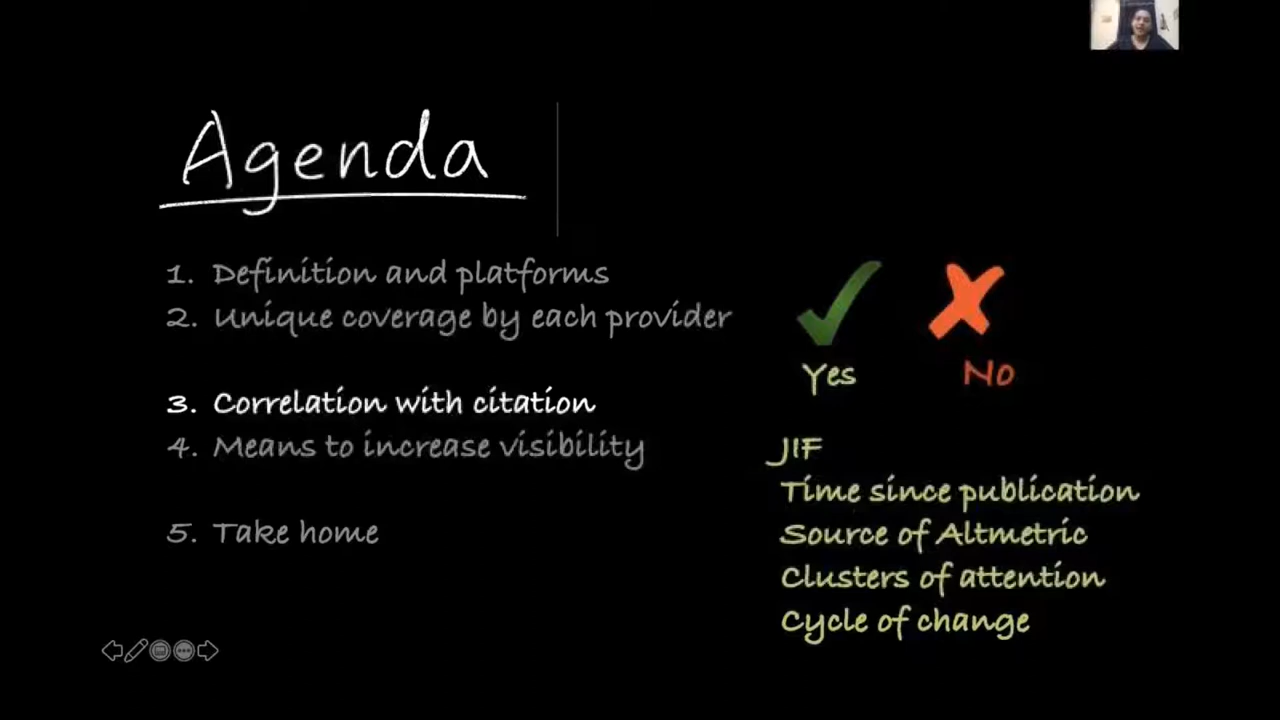 Agenda
1. Definition and platforms
2. Unique coverage by each provider
3. Correlation with citation
4. Means to increase visibility
5. Take home
Yes
No
JIF
Time since publication
Source of Altmetric
Clusters of attention
Cycle of change